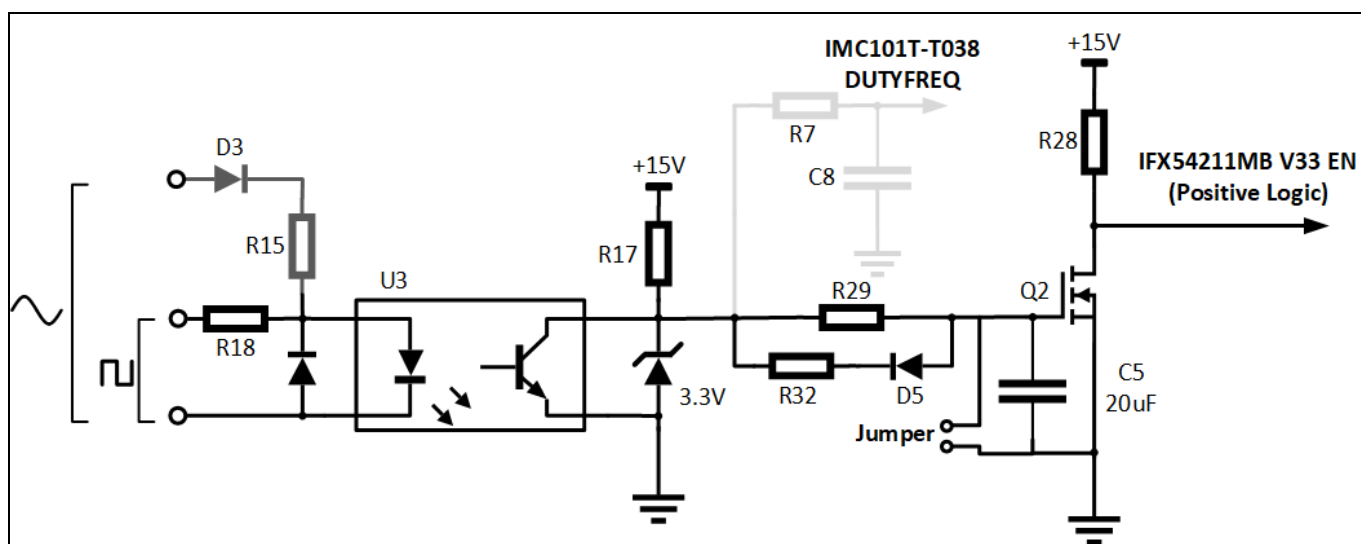 IMC101T-T038
DUTYFREQ
+15V
R7
R28
D3
+15V
C8
IFX54211MB V33 EN
(Positive Logic)
R15
R17
U3
Q2
R29
R18
3.3V
R32
D5
C5
20uF
Jumper